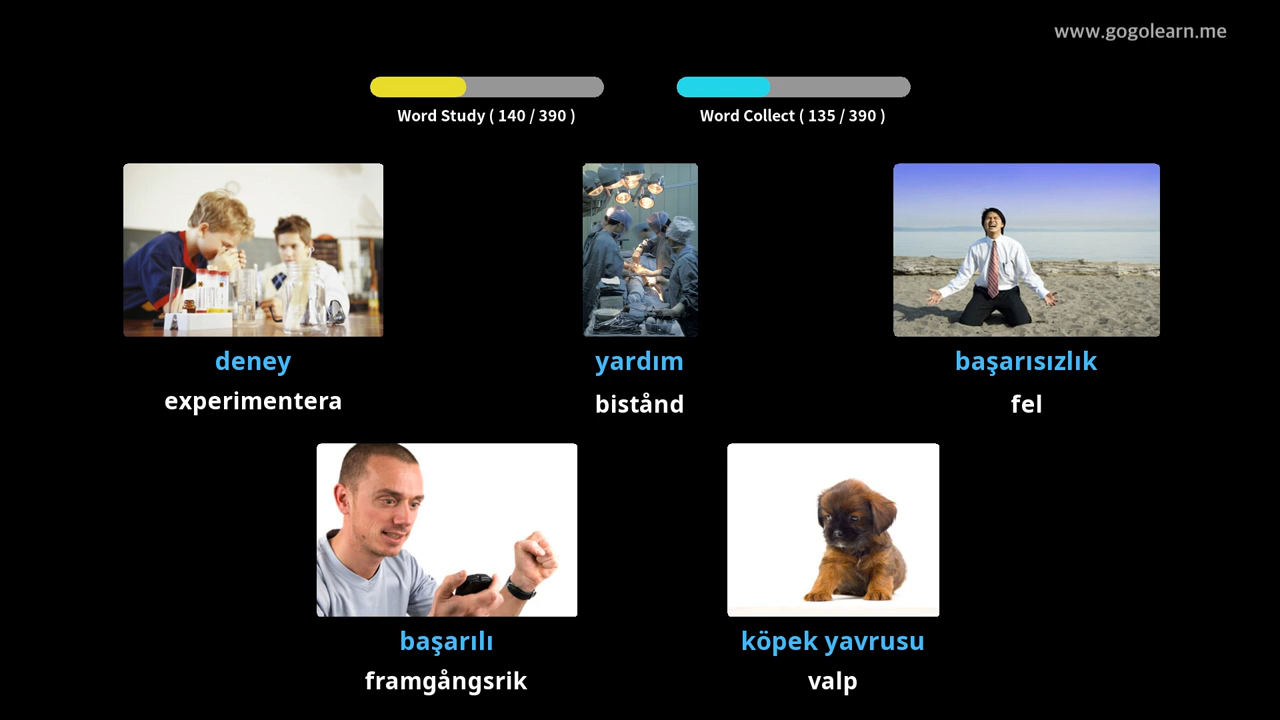 www.gogolearn.me
Word Study ( 140 / 390 )
Word Collect ( 135 / 390 )
deney
experimentera
yardım
bistånd
başarısızlık
fel
başarılı
framgångsrik
köpek yavrusu
valp